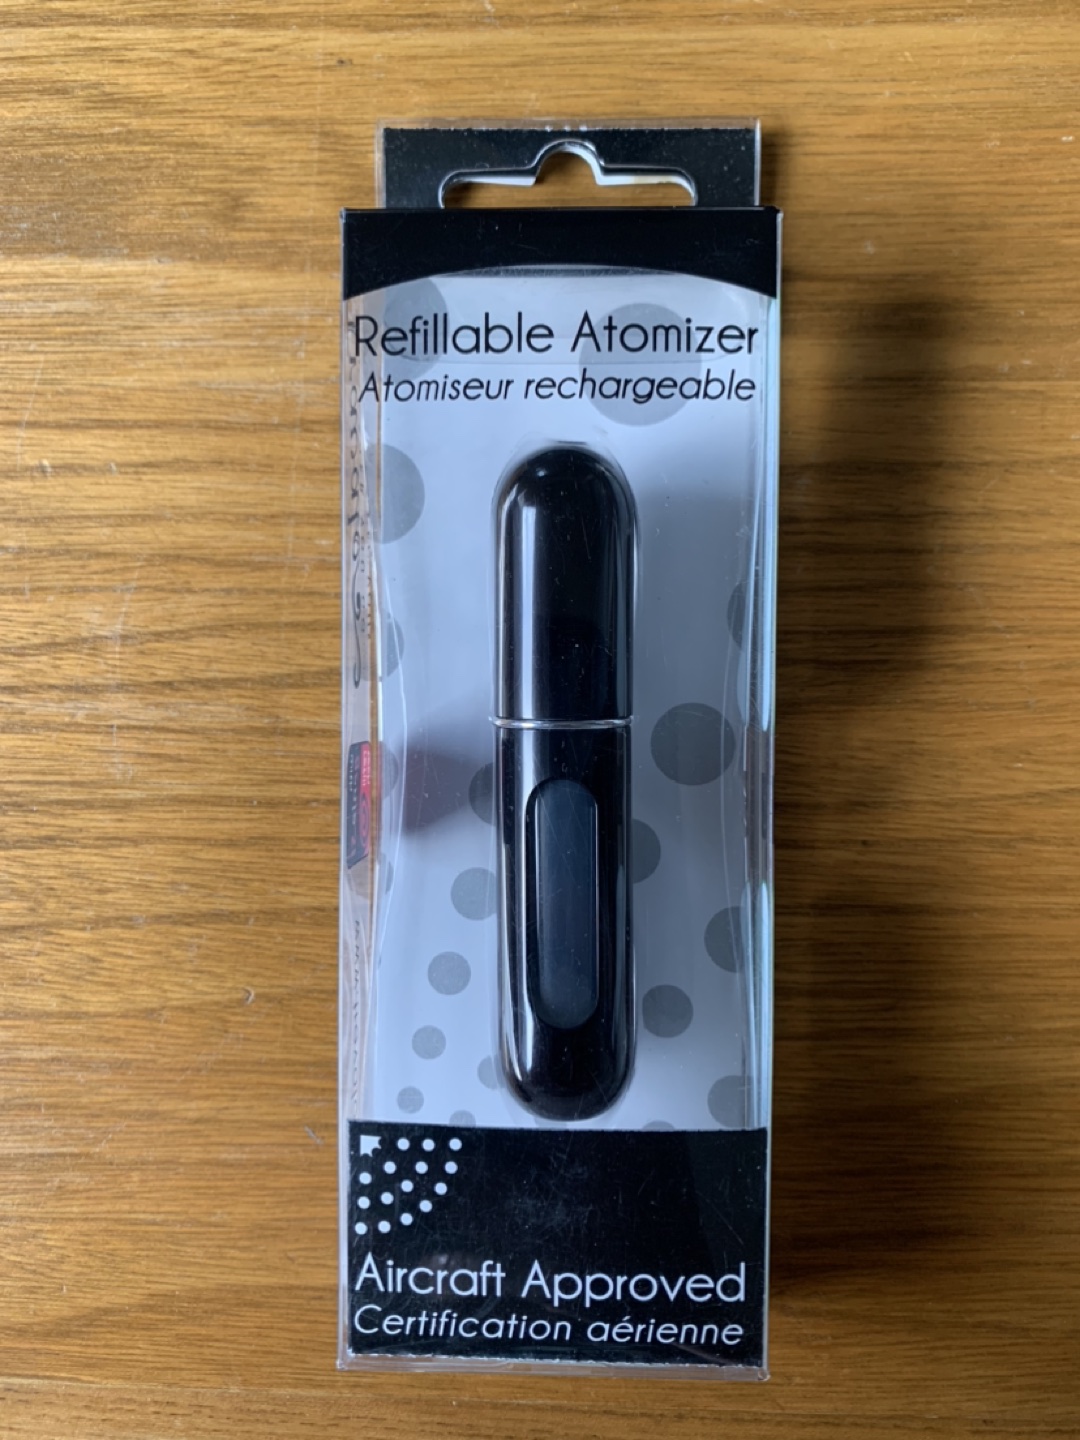 Refillable Atomizer
Atomiseur rechargeable
Aircraft Approved
Certification aérienne